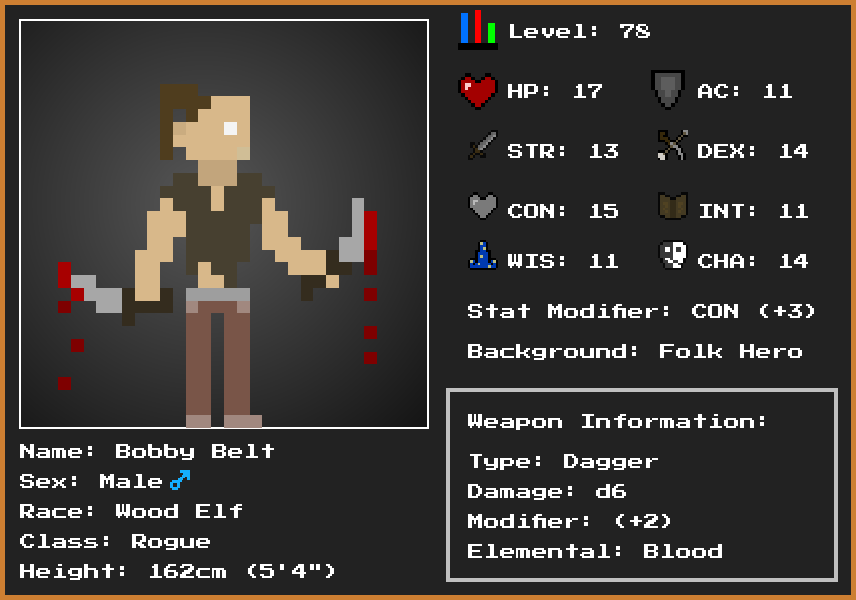 Level: 78
HP: 17
AC: 11
STR: 13
DEX: 14
CON: 15
INT: 11
WIS: 11
CHA: 14
Stat Modifier: CON (+3)
Background: Folk Hero
Weapon Information:
Type: Dagger
Damage: d6
Modifier: (+2)
Elemental: Blood
Name: Bobby Belt
Sex: Male♂
Race: Wood Elf
Class: Rogue
Height: 162cm (5'4")